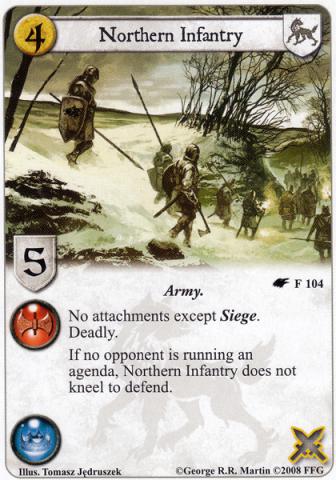 4
Northern Infantry
5
Army.
F 104
No attachments except Siege.
Deadly.
If no opponent is running an
agenda, Northern Infantry does not
kneel to defend.
Illus. Tomasz Jędruszek
©George R.R. Martin ©2008 FFG